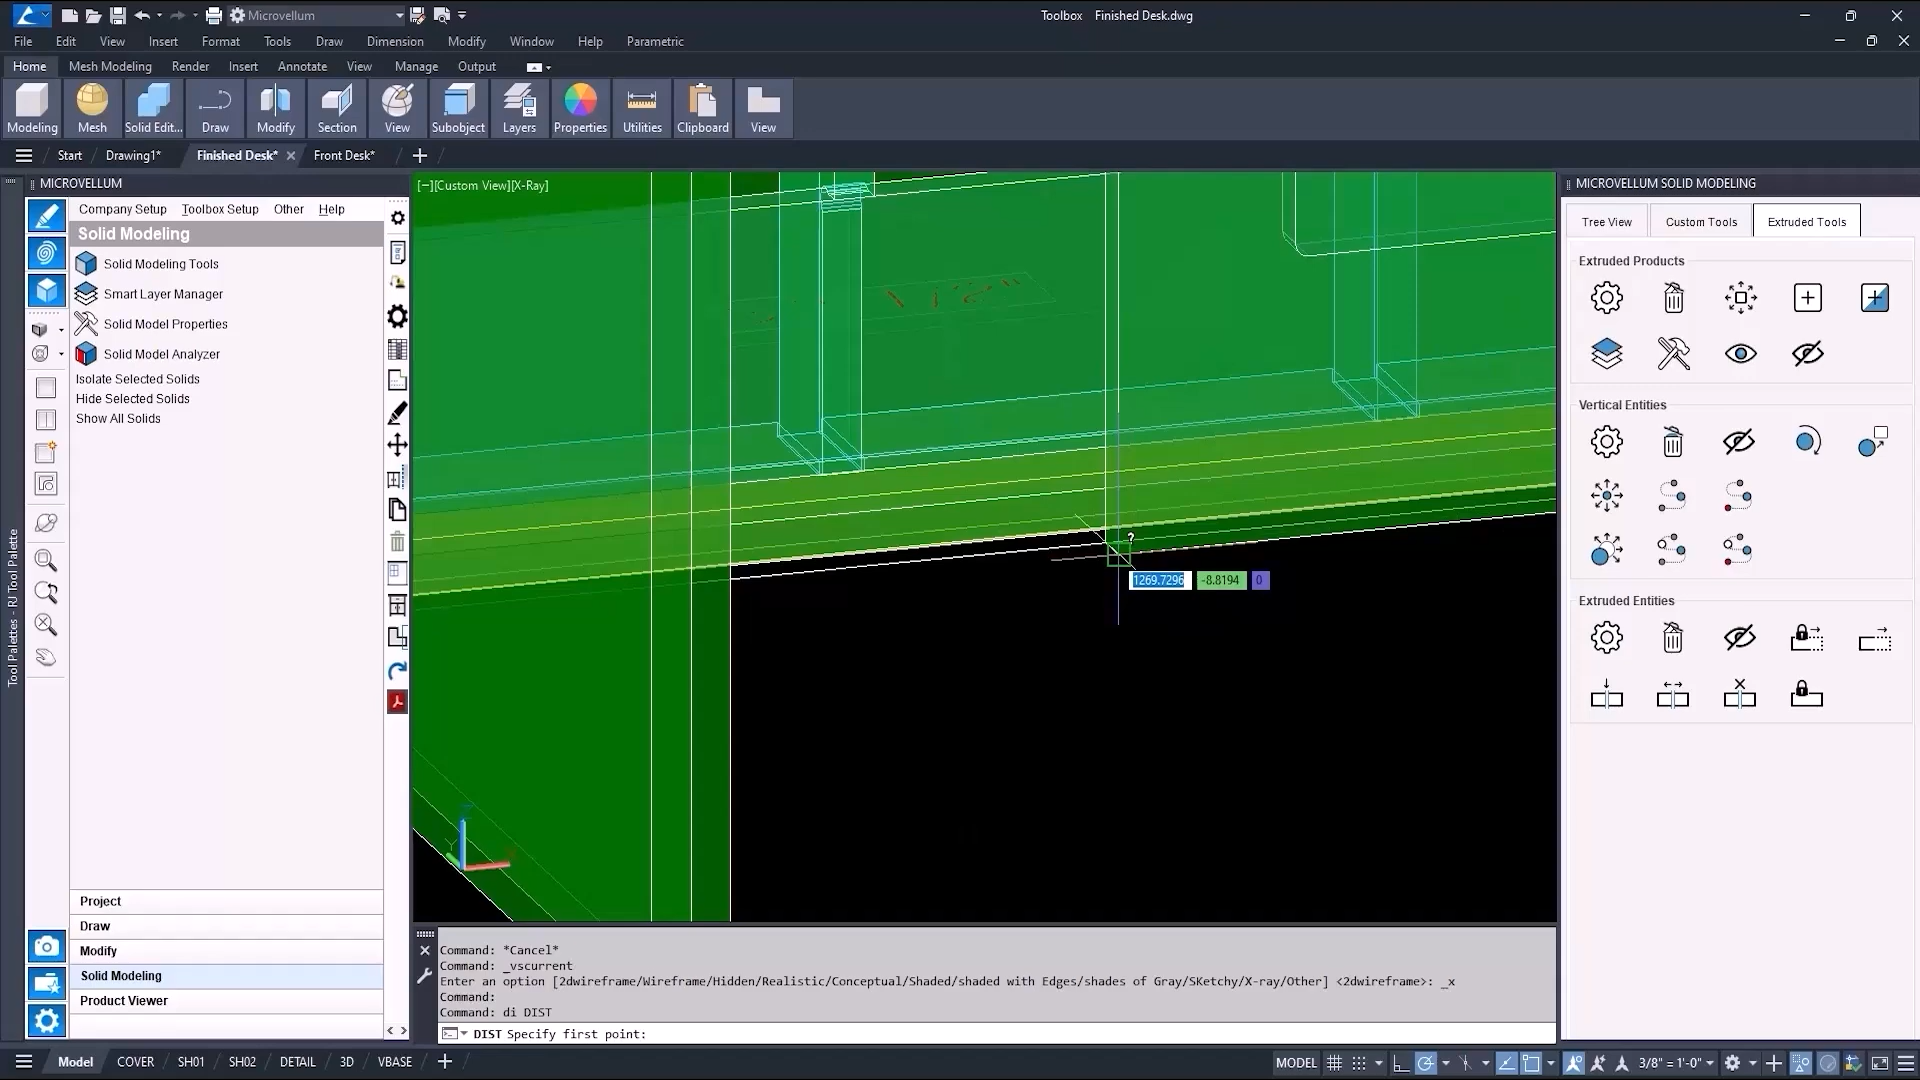 Microvellum
Toolbox Finished Desk.dwg
File Edit View Insert Format Tools Draw Dimension Modify Window Help Parametric
Home Mesh Modeling Render Insert Annotate View Manage Output
Modeling Mesh Solid Edit... Draw Modify Section View Subobject Layers Properties Utilities Clipboard View
Start Drawing1* Finished Desk* Front Desk*
MICROVELLUM
Company Setup Toolbox Setup Other Help
Solid Modeling
Solid Modeling Tools
Smart Layer Manager
Solid Model Properties
Solid Model Analyzer
Isolate Selected Solids
Hide Selected Solids
Show All Solids
Tool Palettes - RJ Tool Palette
Project
Draw
Modify
Solid Modeling
Product Viewer
[−][Custom View][X-Ray]
?
1269.7296 -8.8194 0
Command: *Cancel*
Command: _vscurrent
Enter an option [2dwireframe/Wireframe/Hidden/Realistic/Conceptual/Shaded/shaded with Edges/shades of Gray/SKetchy/X-ray/Other] <2dwireframe>: _x
Command:
Command: di DIST
DIST Specify first point:
MICROVELLUM SOLID MODELING
Tree View Custom Tools Extruded Tools
Extruded Products
Vertical Entities
Extruded Entities
Model COVER SH01 SH02 DETAIL 3D VBASE
MODEL 3/8" = 1'-0"